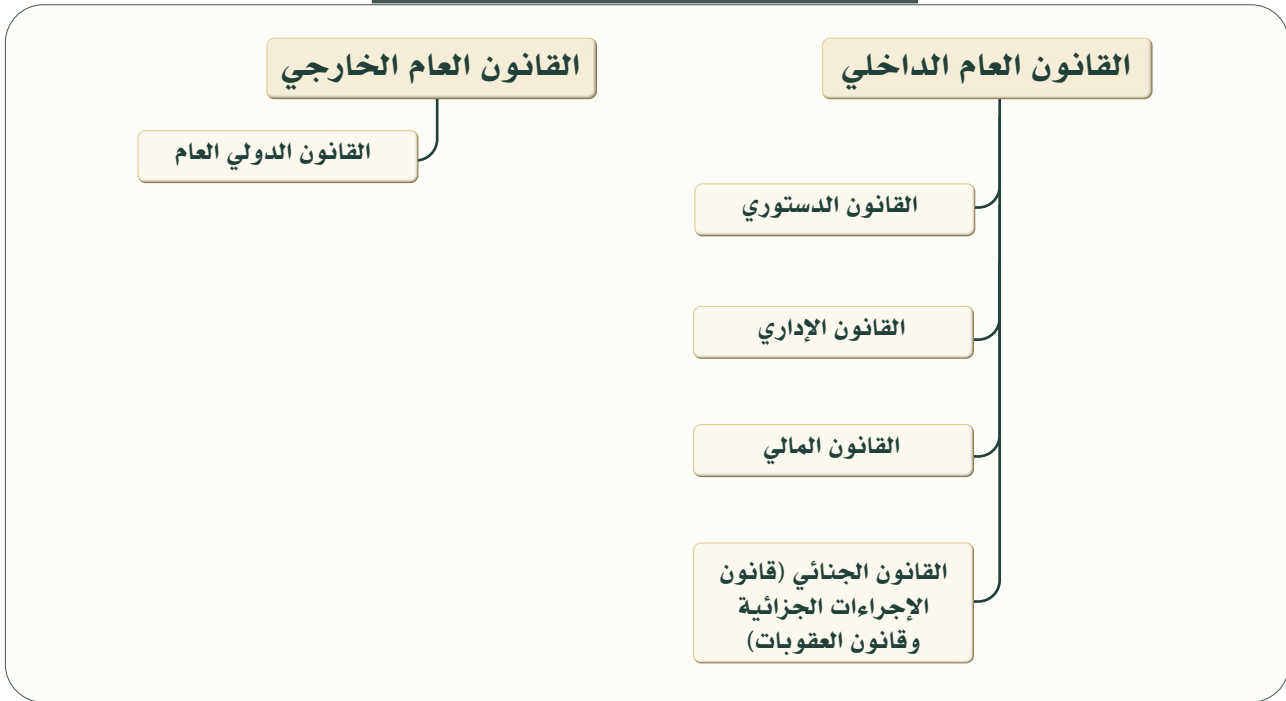 القانون العام الداخلي
القانون الدستوري
القانون الإداري
القانون المالي
القانون الجنائي (قانون
الإجراءات الجزائية
وقانون العقوبات)
القانون العام الخارجي
القانون الدولي العام